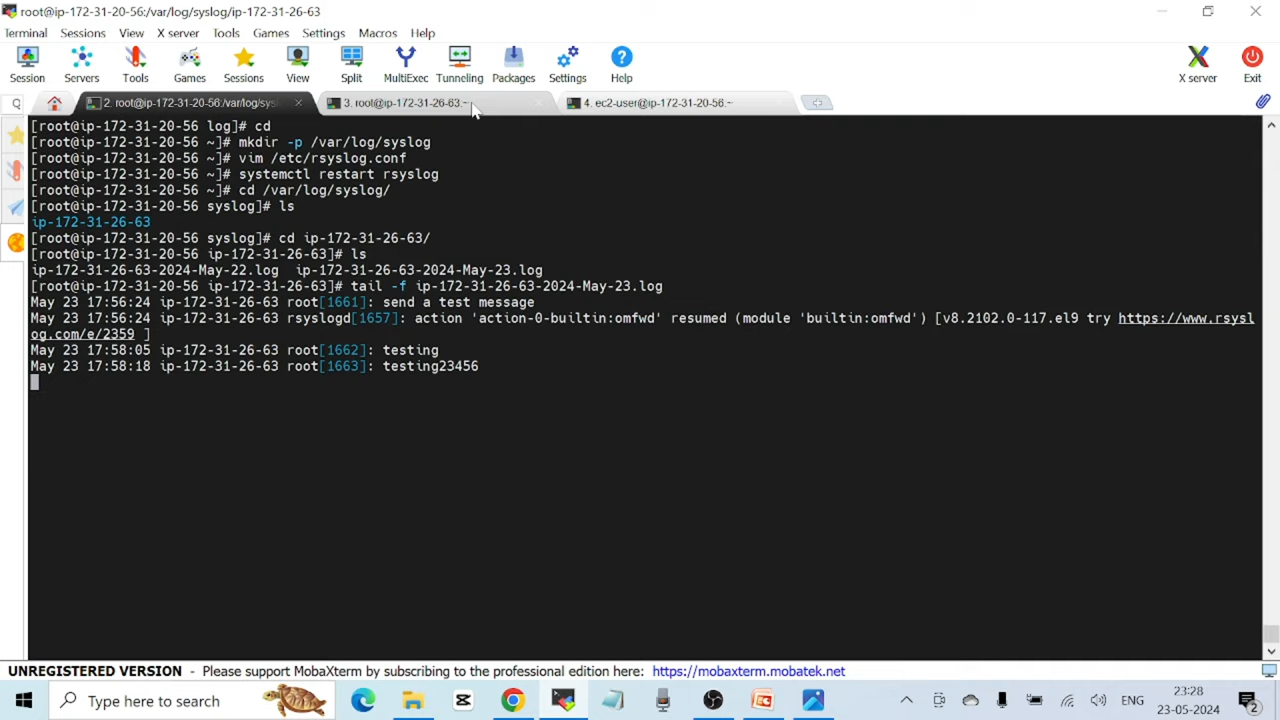 root@ip-172-31-20-56:/var/log/syslog/ip-172-31-26-63
Terminal Sessions View X server Tools Games Settings Macros Help
Session Servers Tools Games Sessions View Split MultiExec Tunneling Packages Settings Help X server Exit
2. root@ip-172-31-20-56:/var/log/sys 3. root@ip-172-31-26-63:~ 4. ec2-user@ip-172-31-20-56:~
[root@ip-172-31-20-56 log]# cd
[root@ip-172-31-20-56 ~]# mkdir -p /var/log/syslog
[root@ip-172-31-20-56 ~]# vim /etc/rsyslog.conf
[root@ip-172-31-20-56 ~]# systemctl restart rsyslog
[root@ip-172-31-20-56 ~]# cd /var/log/syslog/
[root@ip-172-31-20-56 syslog]# ls
ip-172-31-26-63
[root@ip-172-31-20-56 syslog]# cd ip-172-31-26-63/
[root@ip-172-31-20-56 ip-172-31-26-63]# ls
ip-172-31-26-63-2024-May-22.log ip-172-31-26-63-2024-May-23.log
[root@ip-172-31-20-56 ip-172-31-26-63]# tail -f ip-172-31-26-63-2024-May-23.log
May 23 17:56:24 ip-172-31-26-63 root[1661]: send a test message
May 23 17:56:24 ip-172-31-26-63 rsyslogd[1657]: action 'action-0-builtin:omfwd' resumed (module 'builtin:omfwd') [v8.2102.0-117.el9 try https://www.rsysl
og.com/e/2359 ]
May 23 17:58:05 ip-172-31-26-63 root[1662]: testing
May 23 17:58:18 ip-172-31-26-63 root[1663]: testing23456
UNREGISTERED VERSION - Please support MobaXterm by subscribing to the professional edition here: https://mobaxterm.mobatek.net
Type here to search
ENG
23:28
23-05-2024
2